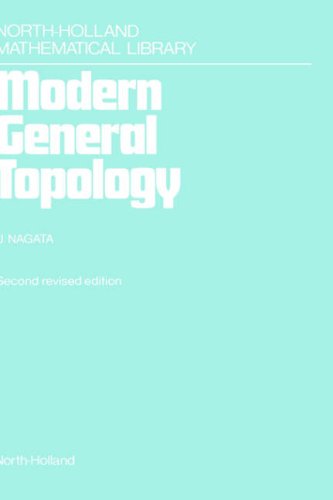 NORTH-HOLLAND
MATHEMATICAL LIBRARY
Modern
General
Topology
J NAGATA
Second revised edition
North-Holland